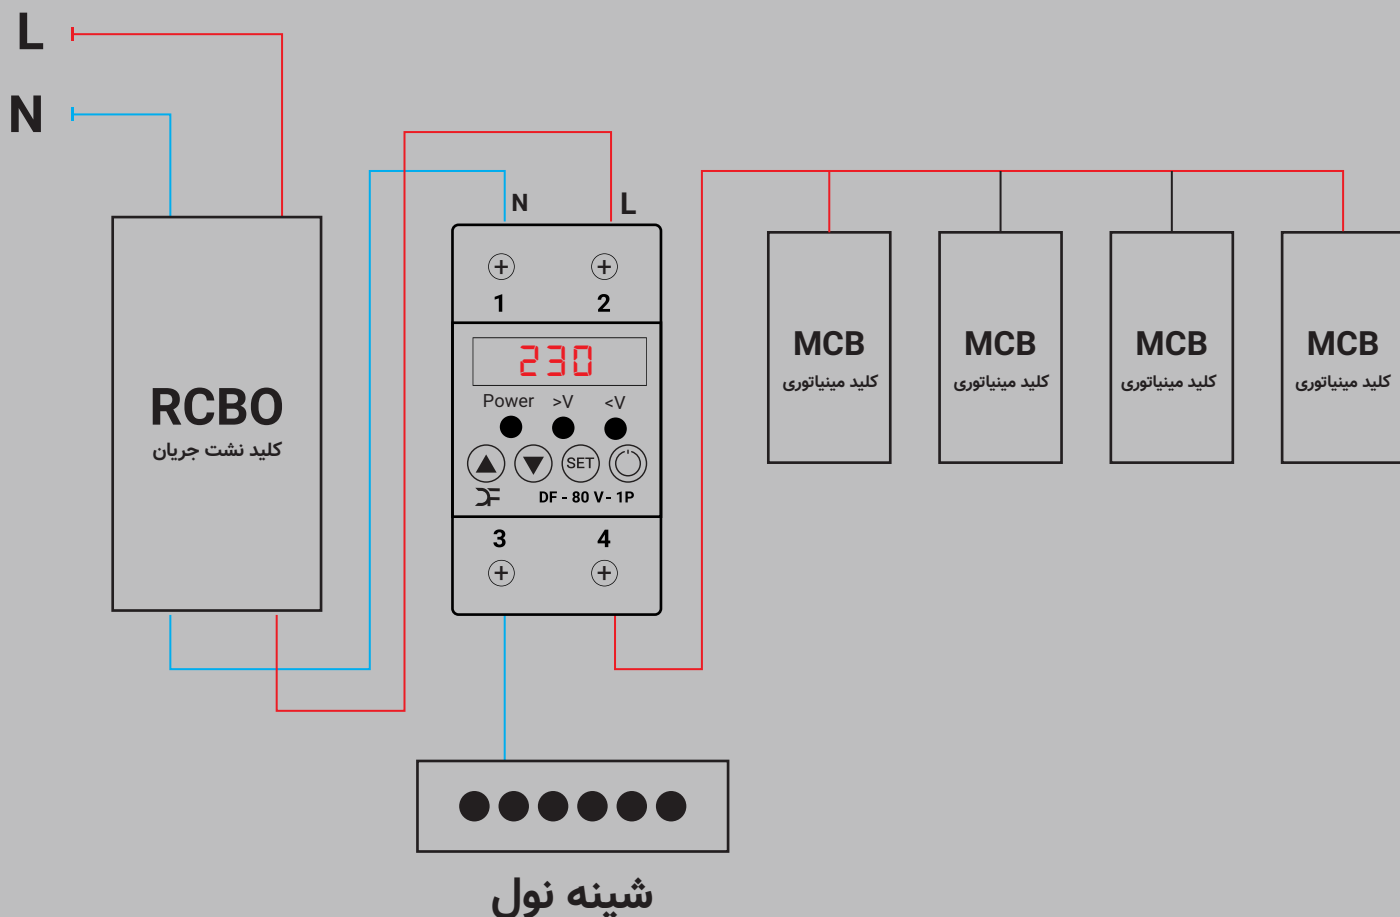 L
N
RCBO
کلید نشت جریان
N L
1 2
230
Power >V <V
SET
DF
DF - 80 V - 1P
3 4
MCB
کلید مینیاتوری
MCB
کلید مینیاتوری
MCB
کلید مینیاتوری
MCB
کلید مینیاتوری
شینه نول